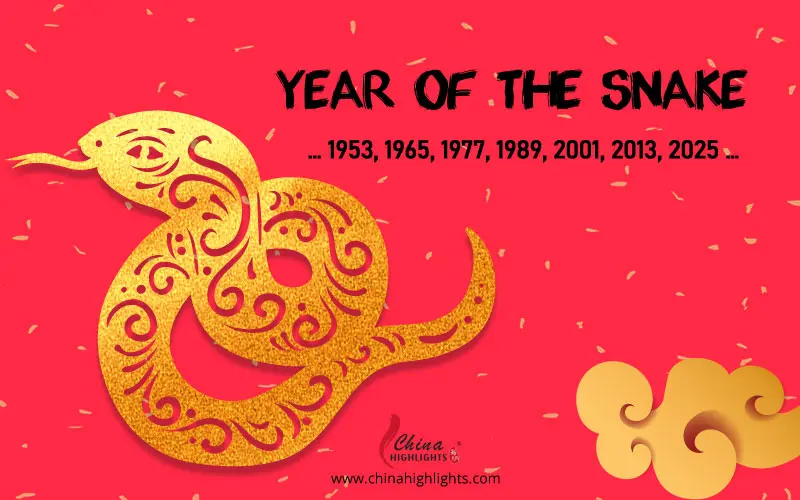 YEAR OF THE SNAKE
... 1953, 1965, 1977, 1989, 2001, 2013, 2025 ...
China
HIGHLIGHTS
www.chinahighlights.com